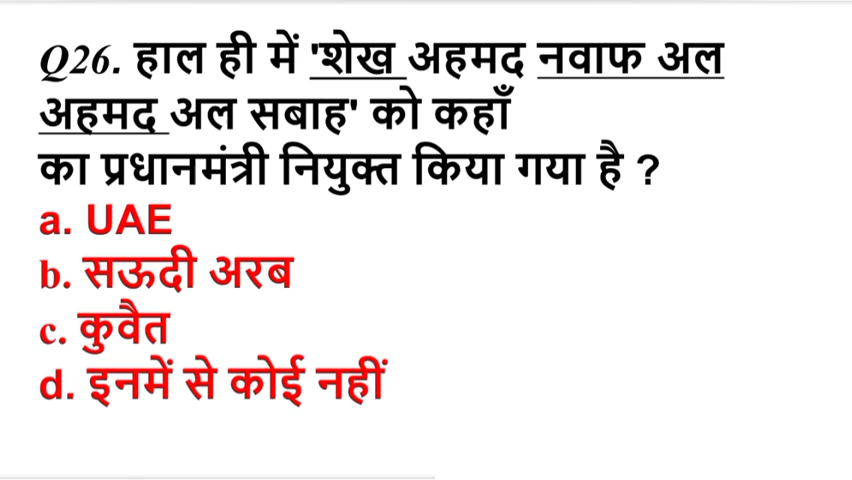 Q26. हाल ही में 'शेख अहमद नवाफ अल
अहमद अल सबाह' को कहाँ
का प्रधानमंत्री नियुक्त किया गया है ?
a. UAE
b. सऊदी अरब
c. कुवैत
d. इनमें से कोई नहीं